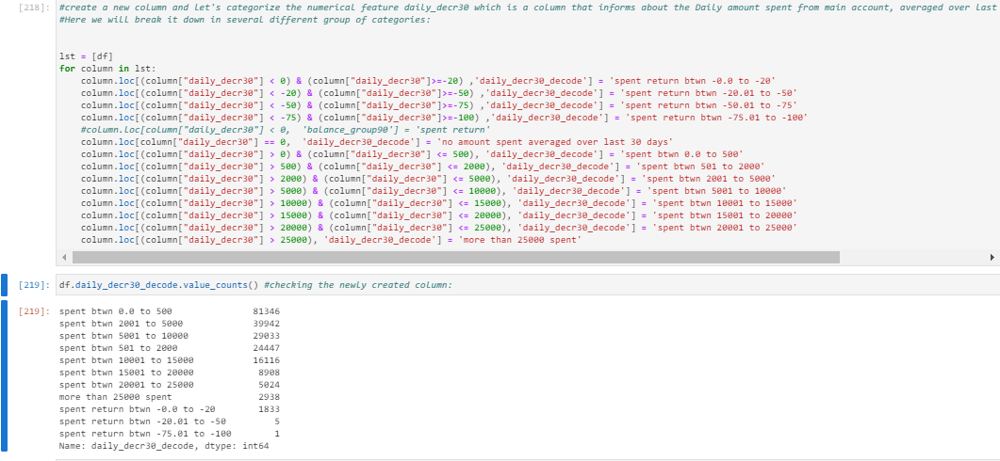 [218]: #create a new column and let's categorize the numerical feature daily_decr30 which is a column that informs about the Daily amount spent from main account, averaged over last
#Here we will break it down in several different group of categories:
lst = [df]
for column in lst:
column.loc[(column["daily_decr30"] < 0) & (column["daily_decr30"]>=-20) ,'daily_decr30_decode'] = 'spent return btwn -0.0 to -20'
column.loc[(column["daily_decr30"] < -20) & (column["daily_decr30"]>=-50) ,'daily_decr30_decode'] = 'spent return btwn -20.01 to -50'
column.loc[(column["daily_decr30"] < -50) & (column["daily_decr30"]>=-75) ,'daily_decr30_decode'] = 'spent return btwn -50.01 to -75'
column.loc[(column["daily_decr30"] < -75) & (column["daily_decr30"]>=-100) ,'daily_decr30_decode'] = 'spent return btwn -75.01 to -100'
#column.loc[column["daily_decr30"] < 0, 'balance_group90'] = 'spent return'
column.loc[column["daily_decr30"] == 0, 'daily_decr30_decode'] = 'no amount spent averaged over last 30 days'
column.loc[(column["daily_decr30"] > 0) & (column["daily_decr30"] <= 500), 'daily_decr30_decode'] = 'spent btwn 0.0 to 500'
column.loc[(column["daily_decr30"] > 500) & (column["daily_decr30"] <= 2000), 'daily_decr30_decode'] = 'spent btwn 501 to 2000'
column.loc[(column["daily_decr30"] > 2000) & (column["daily_decr30"] <= 5000), 'daily_decr30_decode'] = 'spent btwn 2001 to 5000'
column.loc[(column["daily_decr30"] > 5000) & (column["daily_decr30"] <= 10000), 'daily_decr30_decode'] = 'spent btwn 5001 to 10000'
column.loc[(column["daily_decr30"] > 10000) & (column["daily_decr30"] <= 15000), 'daily_decr30_decode'] = 'spent btwn 10001 to 15000'
column.loc[(column["daily_decr30"] > 15000) & (column["daily_decr30"] <= 20000), 'daily_decr30_decode'] = 'spent btwn 15001 to 20000'
column.loc[(column["daily_decr30"] > 20000) & (column["daily_decr30"] <= 25000), 'daily_decr30_decode'] = 'spent btwn 20001 to 25000'
column.loc[(column["daily_decr30"] > 25000), 'daily_decr30_decode'] = 'more than 25000 spent'
[219]: df.daily_decr30_decode.value_counts() #checking the newly created column:
[219]: spent btwn 0.0 to 500 81346
spent btwn 2001 to 5000 39942
spent btwn 5001 to 10000 29033
spent btwn 501 to 2000 24447
spent btwn 10001 to 15000 16116
spent btwn 15001 to 20000 8908
spent btwn 20001 to 25000 5024
more than 25000 spent 2938
spent return btwn -0.0 to -20 1833
spent return btwn -20.01 to -50 5
spent return btwn -75.01 to -100 1
Name: daily_decr30_decode, dtype: int64